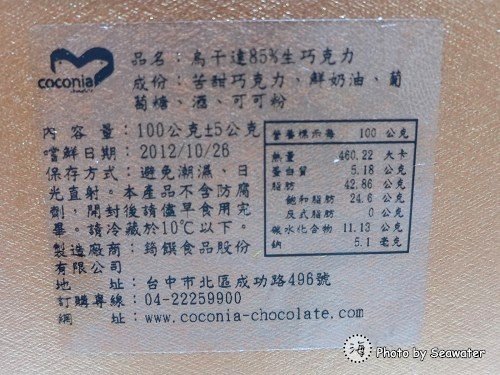 coconia
chocolate
品名：烏干達85%生巧克力
成份：苦甜巧克力、鮮奶油、葡
萄糖、酒、可可粉
內 容 量：100公克±5公克
嚐鮮日期：2012/10/26
保存方式：避免潮濕、日
光直射。本產品不含防腐
劑，開封後請儘早食用完
畢。請冷藏於10℃以下。
製造廠商：筠饌食品股份
有限公司
地 址：台中市北區成功路496號
訂購專線：04-22259900
網 址：www.coconia-chocolate.com
營養標示每 100 公克
熱量 460.22 大卡
蛋白質 5.18 公克
脂肪 42.86 公克
飽和脂肪 24.6 公克
反式脂肪 0 公克
碳水化合物 11.13 公克
鈉 5.1 毫克
海 Photo by Seawater